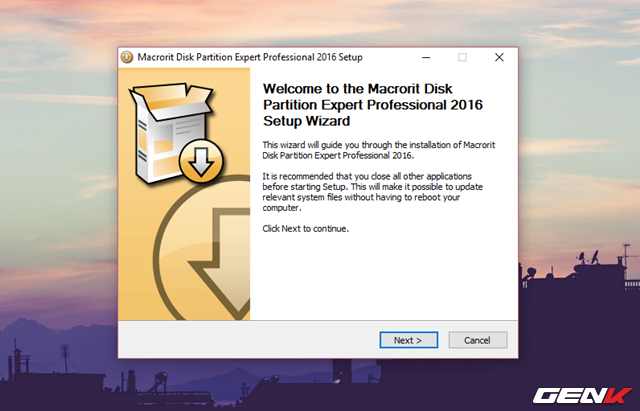 Macrorit Disk Partition Expert Professional 2016 Setup
Welcome to the Macrorit Disk
Partition Expert Professional 2016
Setup Wizard
This wizard will guide you through the installation of Macrorit
Disk Partition Expert Professional 2016.
It is recommended that you close all other applications
before starting Setup. This will make it possible to update
relevant system files without having to reboot your
computer.
Click Next to continue.
Next >
Cancel
GENK